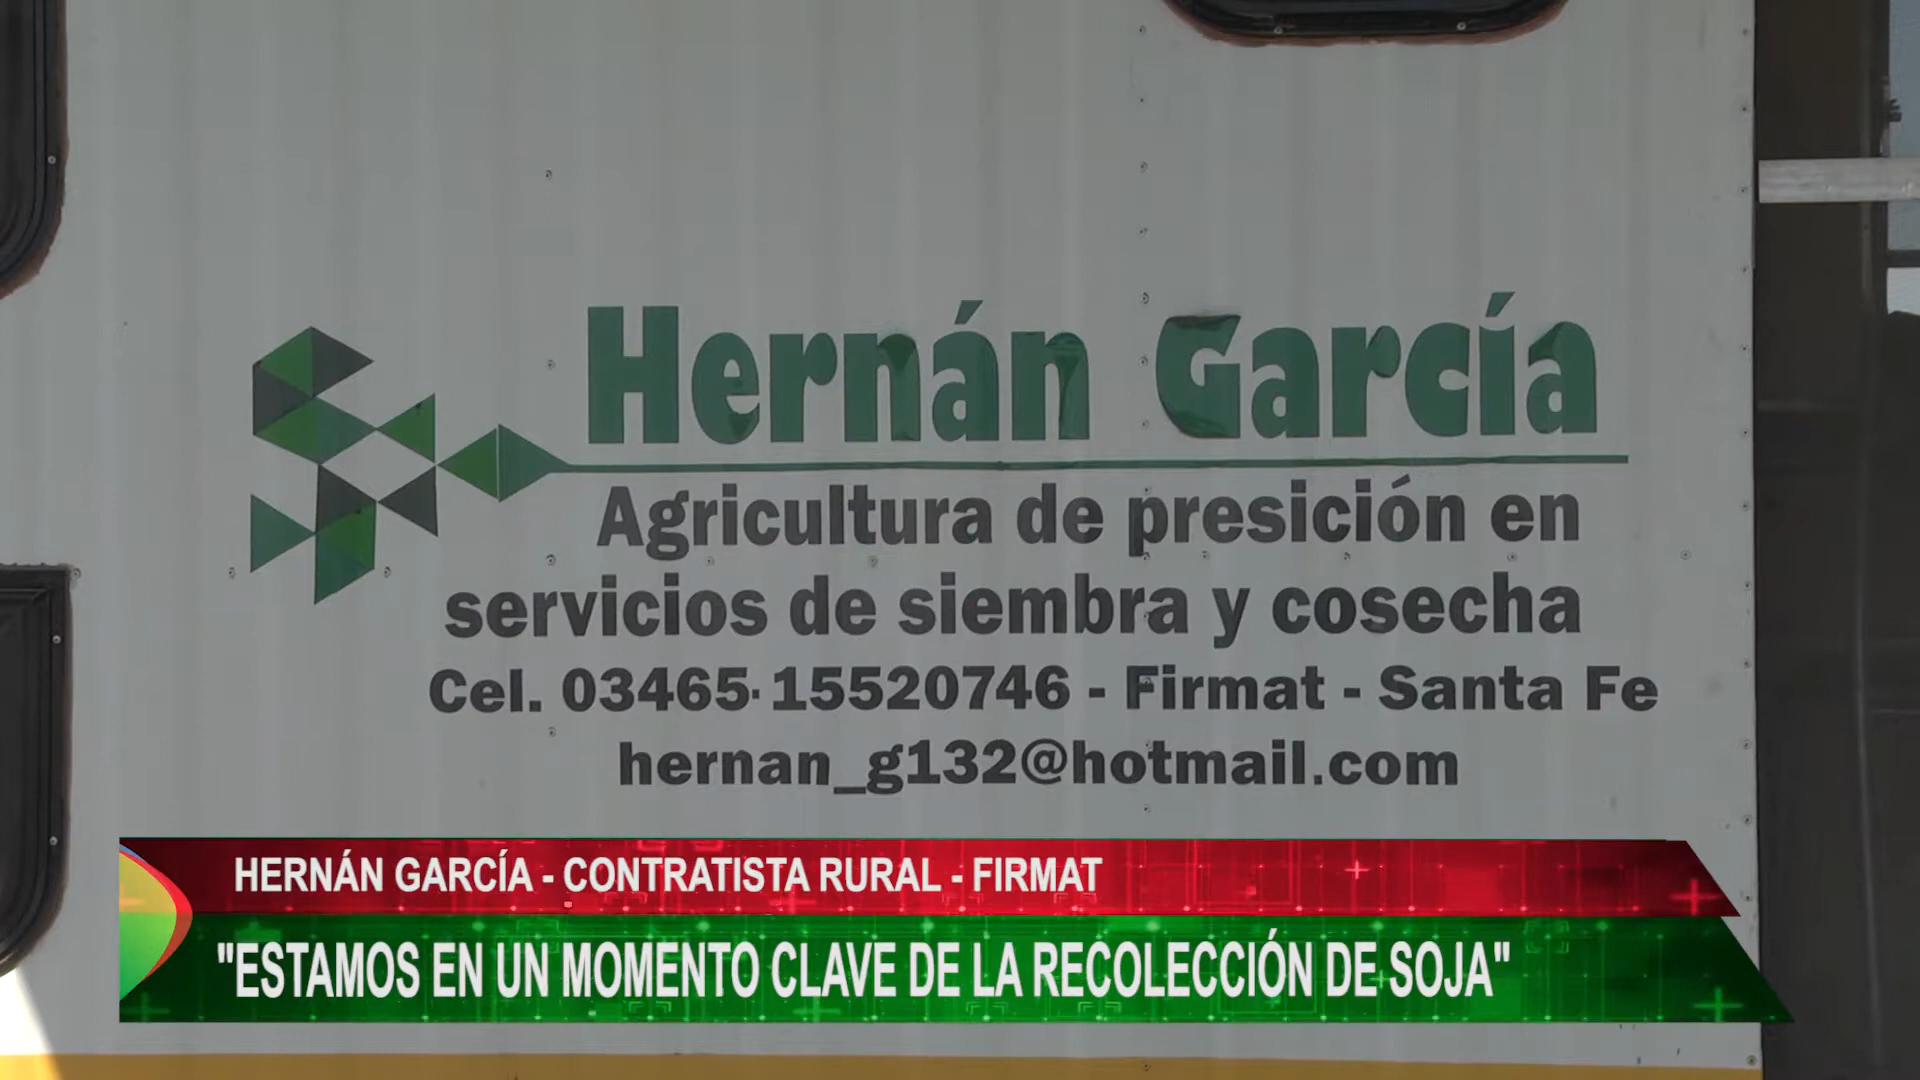 Hernán García
Agricultura de presición en
servicios de siembra y cosecha
Cel. 03465-15520746 - Firmat - Santa Fe
hernan_g132@hotmail.com
HERNÁN GARCÍA - CONTRATISTA RURAL - FIRMAT
"ESTAMOS EN UN MOMENTO CLAVE DE LA RECOLECCIÓN DE SOJA"